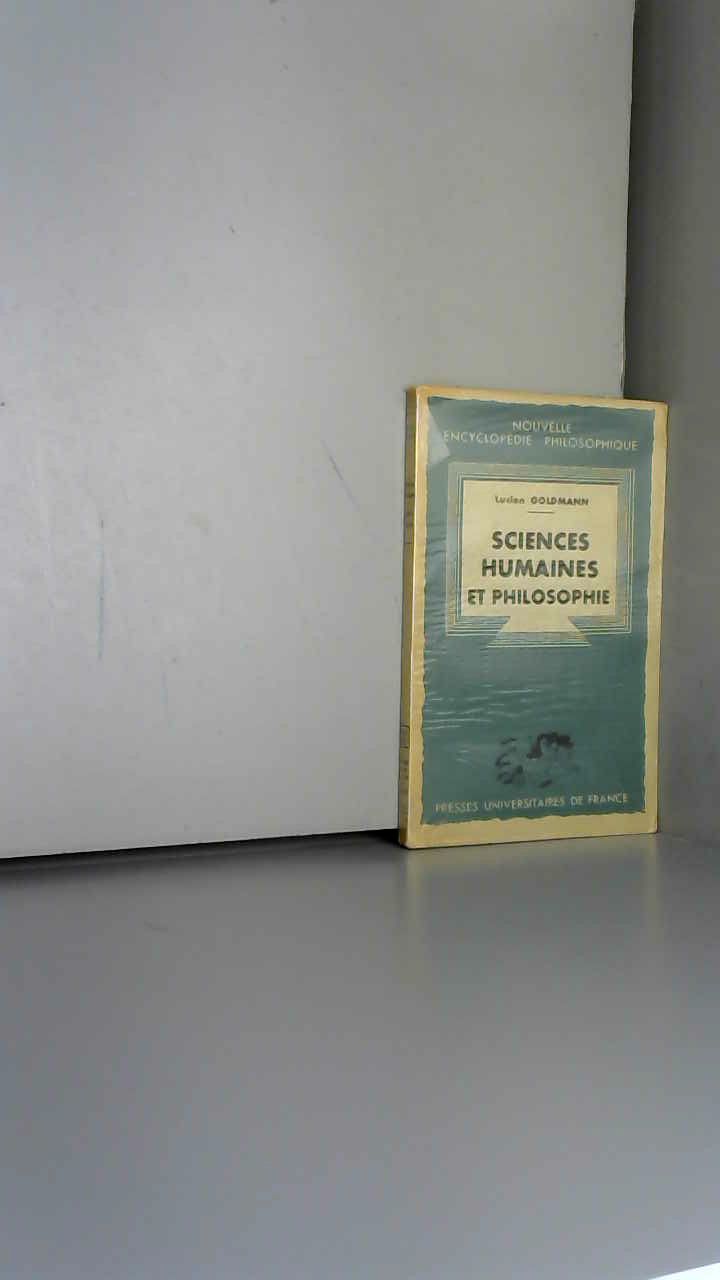 NOUVELLE
ENCYCLOPÉDIE PHILOSOPHIQUE
Lucien GOLDMANN
SCIENCES
HUMAINES
ET PHILOSOPHIE
PRESSES UNIVERSITAIRES DE FRANCE